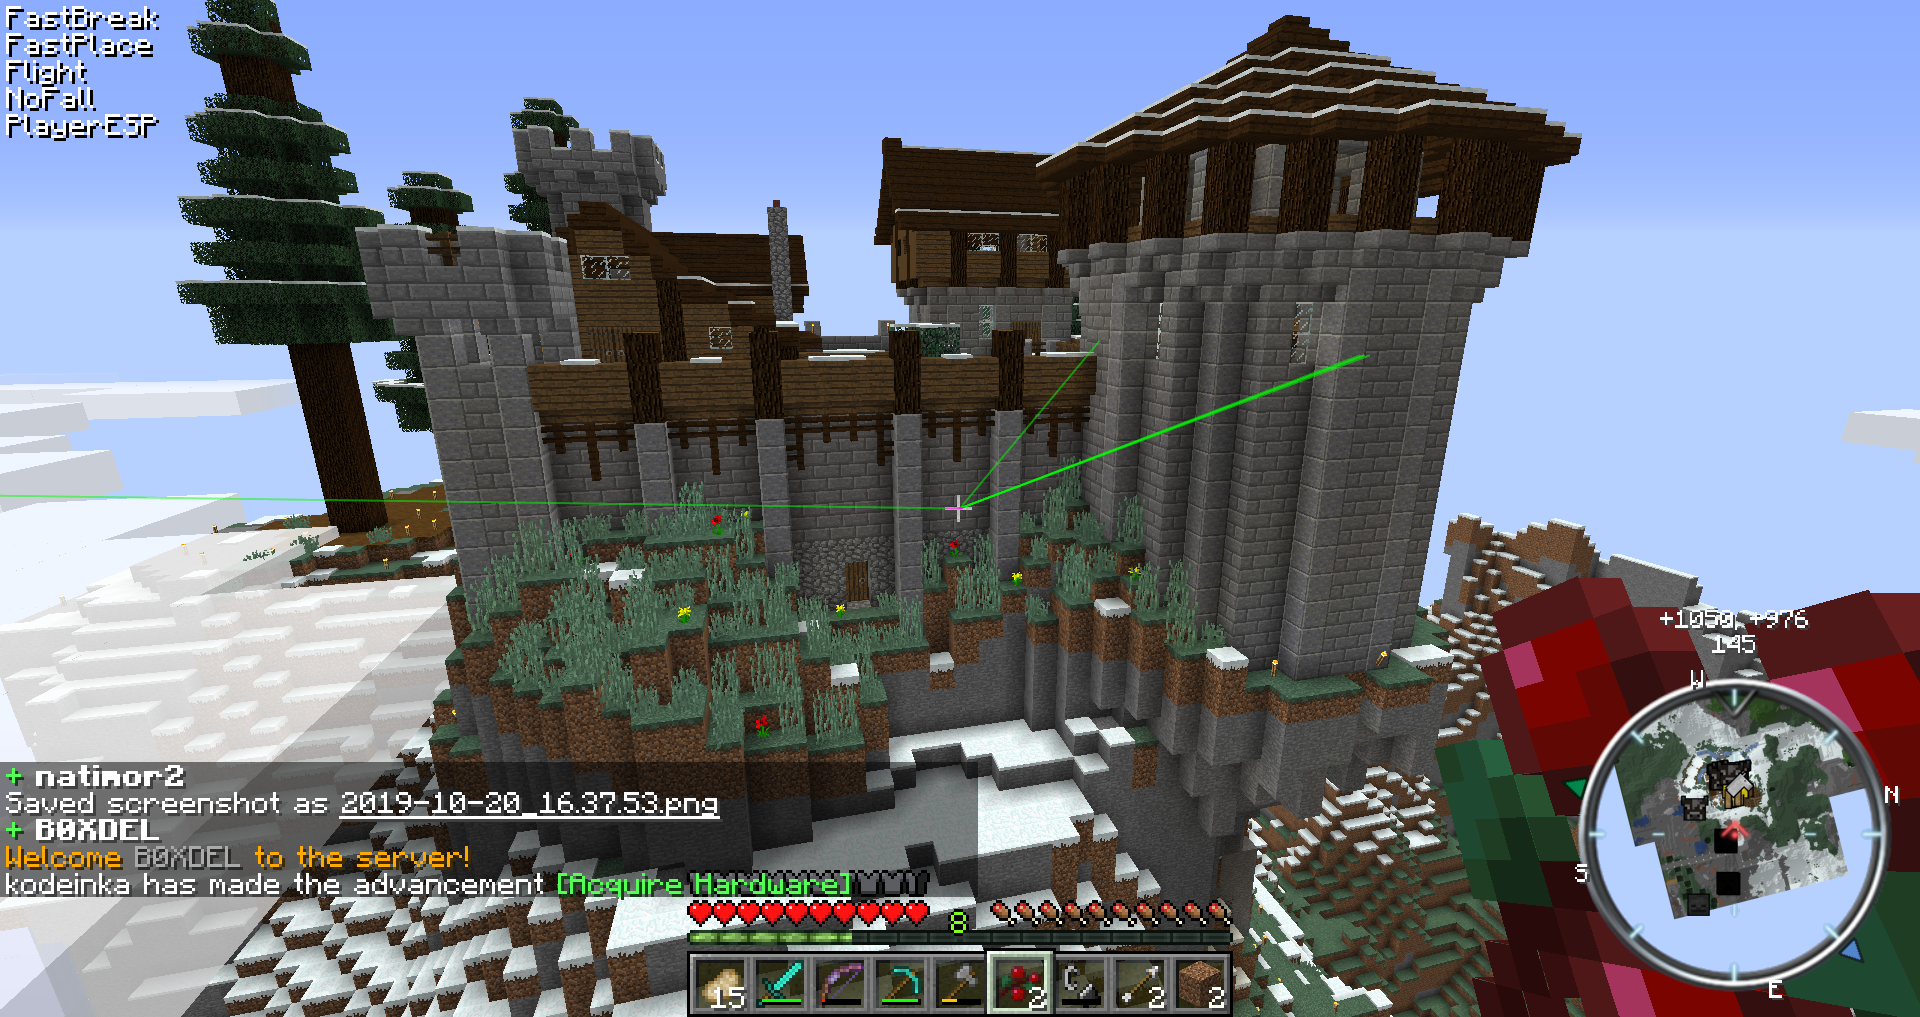 FastBreak
FastPlace
Flight
NoFall
PlayerESP
+1050, +976
145
W
N
S
E
+ natimor2
Saved screenshot as 2019-10-20_16.37.53.png
+ B0XDEL
Welcome B0XDEL to the server!
kodeinka has made the advancement [Acquire Hardware]
8
15 2 2 2